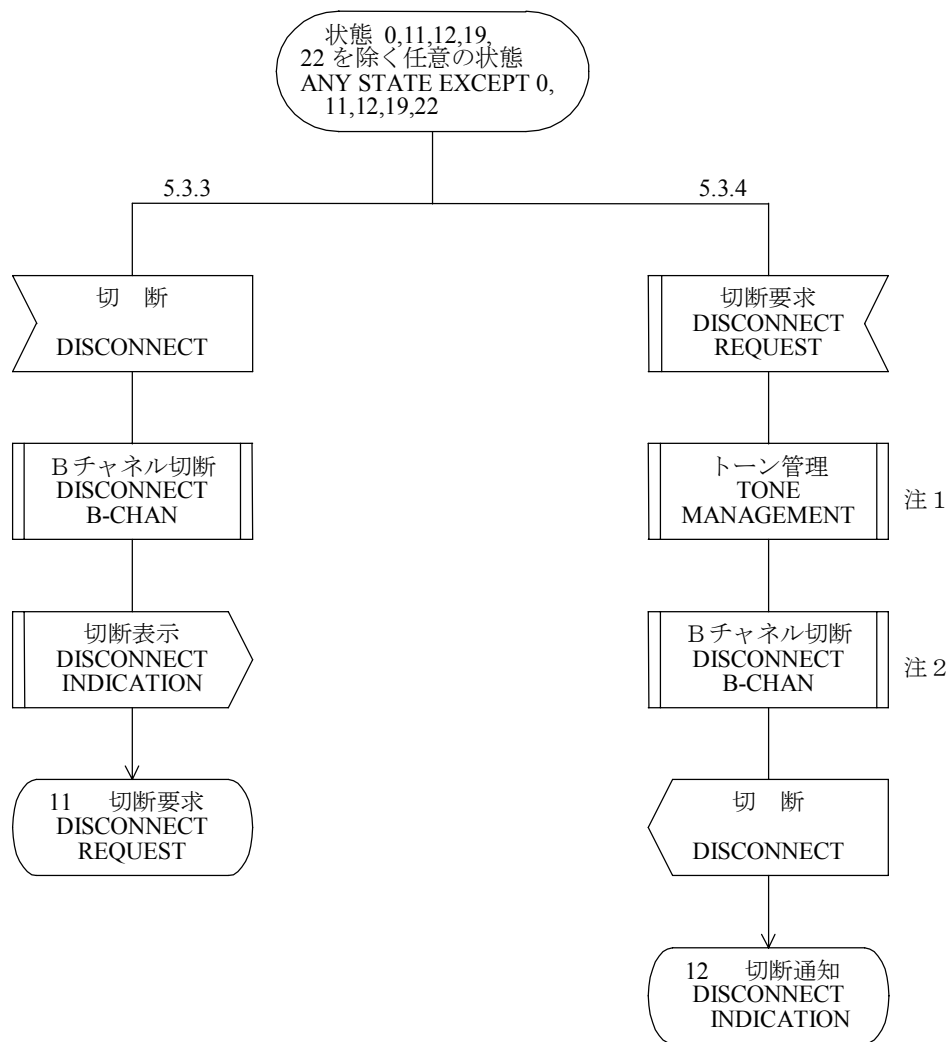 状態 0,11,12,19,
22 を除く任意の状態
ANY STATE EXCEPT 0,
11,12,19,22
5.3.3
5.3.4
切 断
DISCONNECT
切断要求
DISCONNECT
REQUEST
Bチャネル切断
DISCONNECT
B-CHAN
トーン管理
TONE
MANAGEMENT
注1
切断表示
DISCONNECT
INDICATION
Bチャネル切断
DISCONNECT
B-CHAN
注2
11 切断要求
DISCONNECT
REQUEST
切 断
DISCONNECT
12 切断通知
DISCONNECT
INDICATION